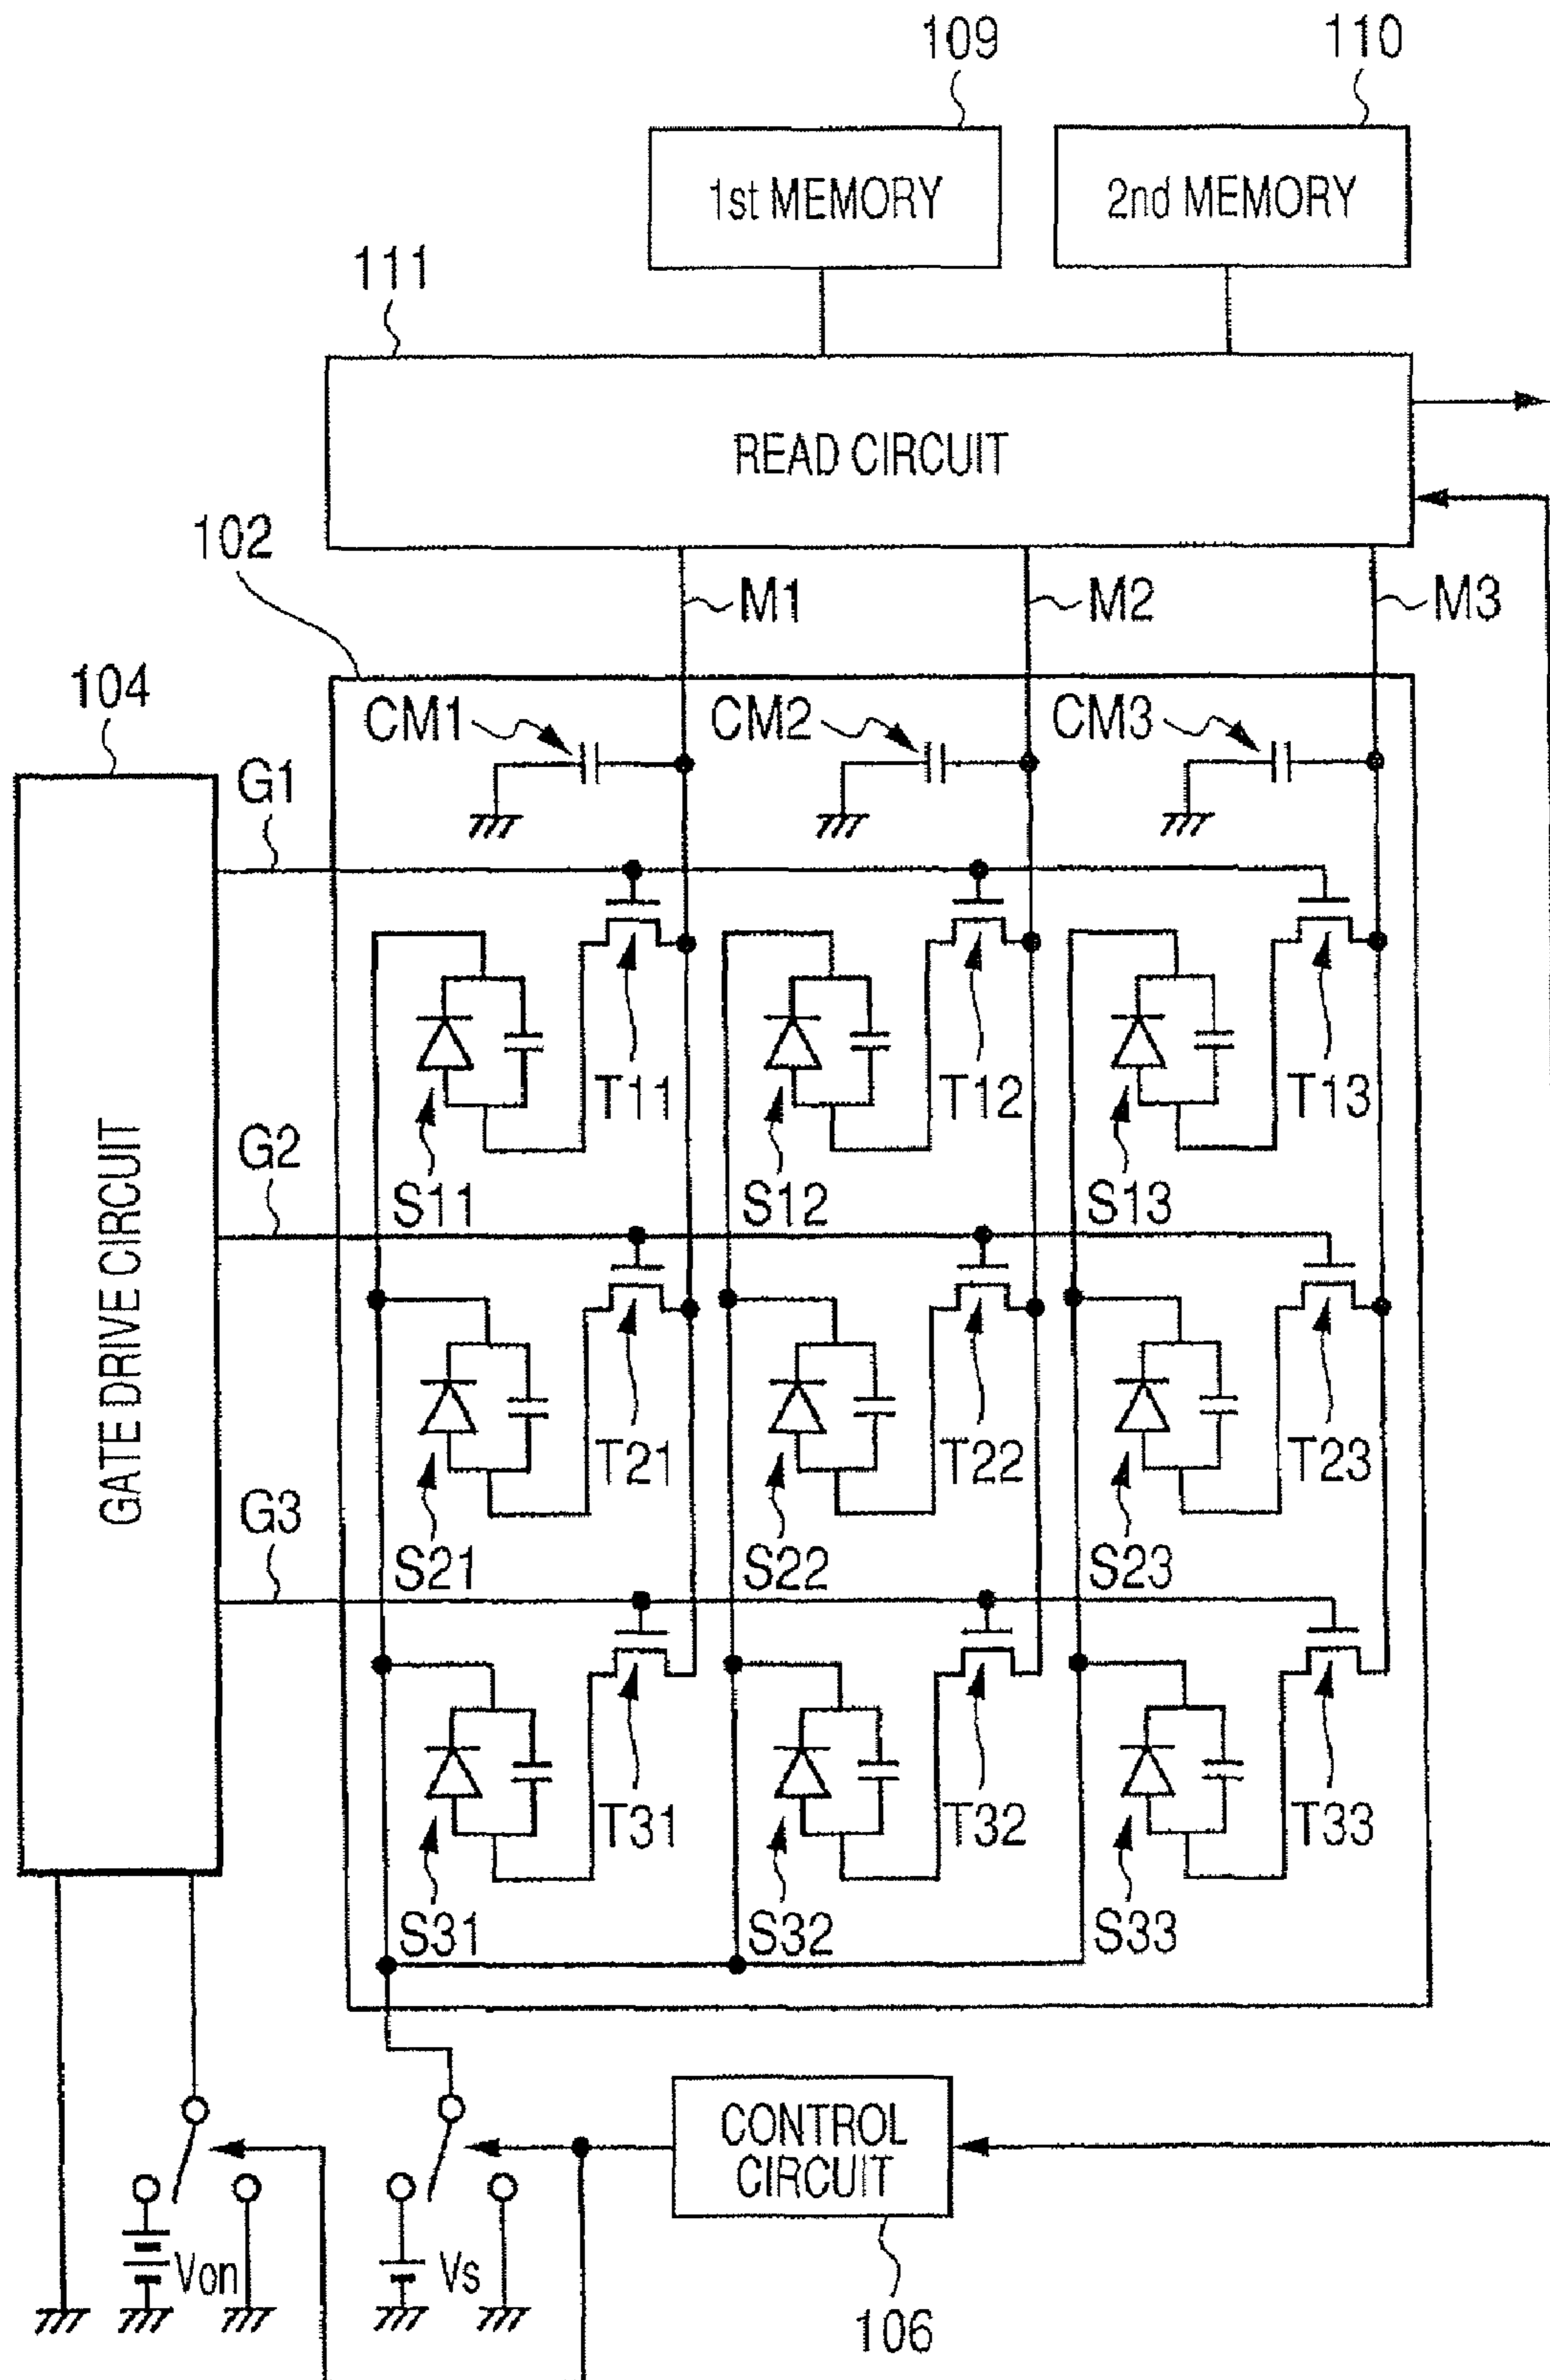 109
110
1st MEMORY
2nd MEMORY
111
READ CIRCUIT
102
M1
M2
M3
104
CM1
CM2
CM3
G1
T11
T12
T13
G2
S11
S12
S13
GATE DRIVE CIRCUIT
T21
T22
T23
G3
S21
S22
S23
T31
T32
T33
S31
S32
S33
CONTROL
CIRCUIT
Von
Vs
106